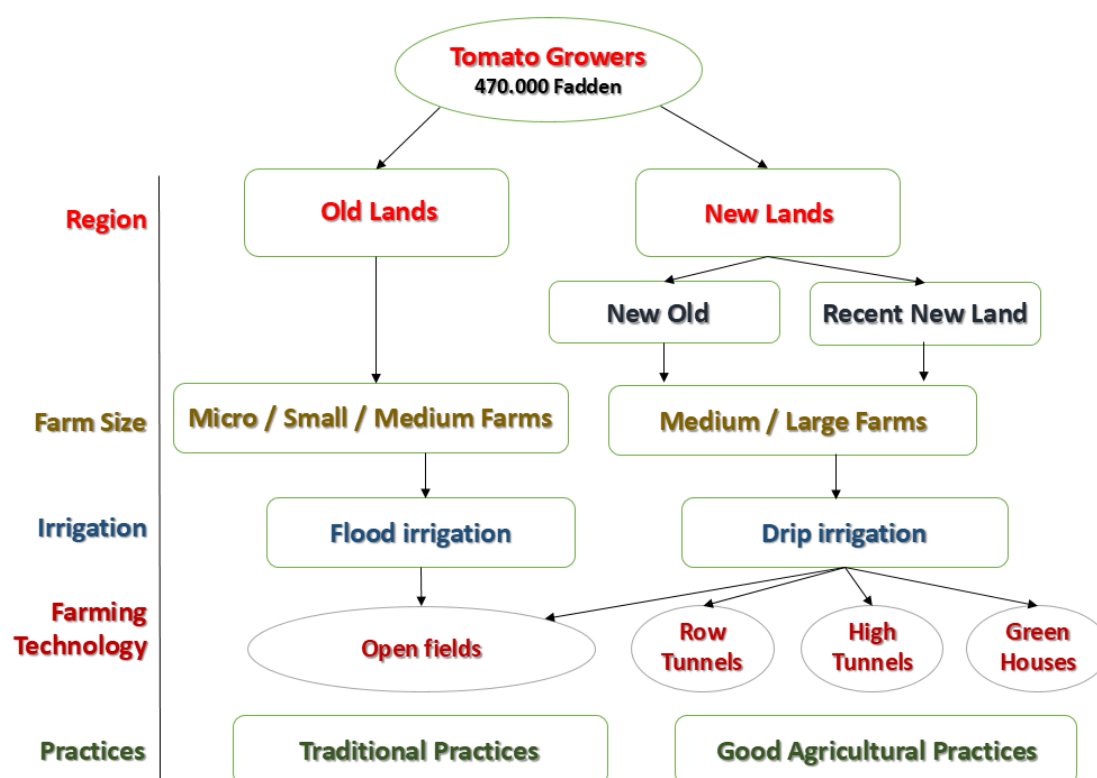 Tomato Growers
470.000 Fadden
Region
Old Lands
New Lands
New Old
Recent New Land
Farm Size
Micro / Small / Medium Farms
Medium / Large Farms
Irrigation
Flood irrigation
Drip irrigation
Farming
Technology
Open fields
Row
Tunnels
High
Tunnels
Green
Houses
Practices
Traditional Practices
Good Agricultural Practices